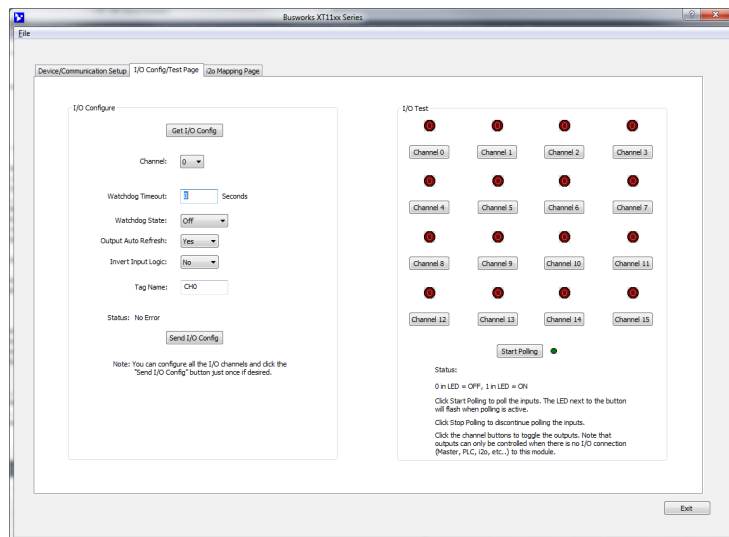 Busworks XT11xx Series
File
Device/Communication Setup
I/O Config/Test Page
i2o Mapping Page
I/O Configure
Get I/O Config
Channel: 0
Watchdog Timeout: 0 Seconds
Watchdog State: Off
Output Auto Refresh: Yes
Invert Input Logic: No
Tag Name: CH0
Status: No Error
Send I/O Config
Note: You can configure all the I/O channels and click the
"Send I/O Config" button just once if desired.
I/O Test
0 0 0 0
Channel 0 Channel 1 Channel 2 Channel 3
0 0 0 0
Channel 4 Channel 5 Channel 6 Channel 7
0 0 0 0
Channel 8 Channel 9 Channel 10 Channel 11
0 0 0 0
Channel 12 Channel 13 Channel 14 Channel 15
Start Polling
Status:
0 in LED = OFF, 1 in LED = ON
Click Start Polling to poll the inputs. The LED next to the button
will flash when polling is active.
Click Stop Polling to discontinue polling the inputs.
Click the channel buttons to toggle the outputs. Note that
outputs can only be controlled when there is no I/O connection
(Master, PLC, i2o, etc..) to this module.
Exit